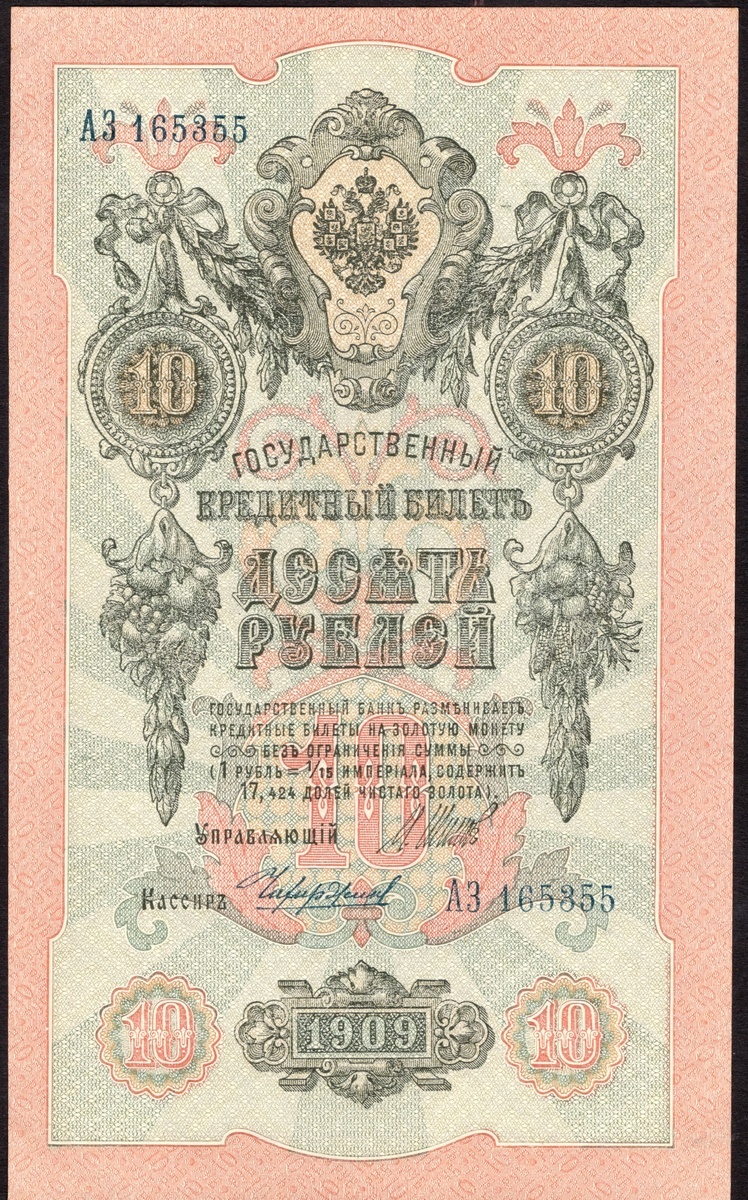 АЗ 165355
10
10
ГОСУДАРСТВЕННЫЙ
КРЕДИТНЫЙ БИЛЕТЪ
ДЕСЯТЬ
РУБЛЕЙ
ГОСУДАРСТВЕННЫЙ БАНКЪ РАЗМѢНИВАЕТЪ
КРЕДИТНЫЕ БИЛЕТЫ НА ЗОЛОТУЮ МОНЕТУ
БЕЗЪ ОГРАНИЧЕНІЯ СУММЫ
(1 РУБЛЬ = 1/15 ИМПЕРІАЛА, СОДЕРЖИТЪ
17,424 ДОЛЕЙ ЧИСТАГО ЗОЛОТА).
10
УПРАВЛЯЮЩІЙ
КАССИРЪ
АЗ 165355
10
1909
10